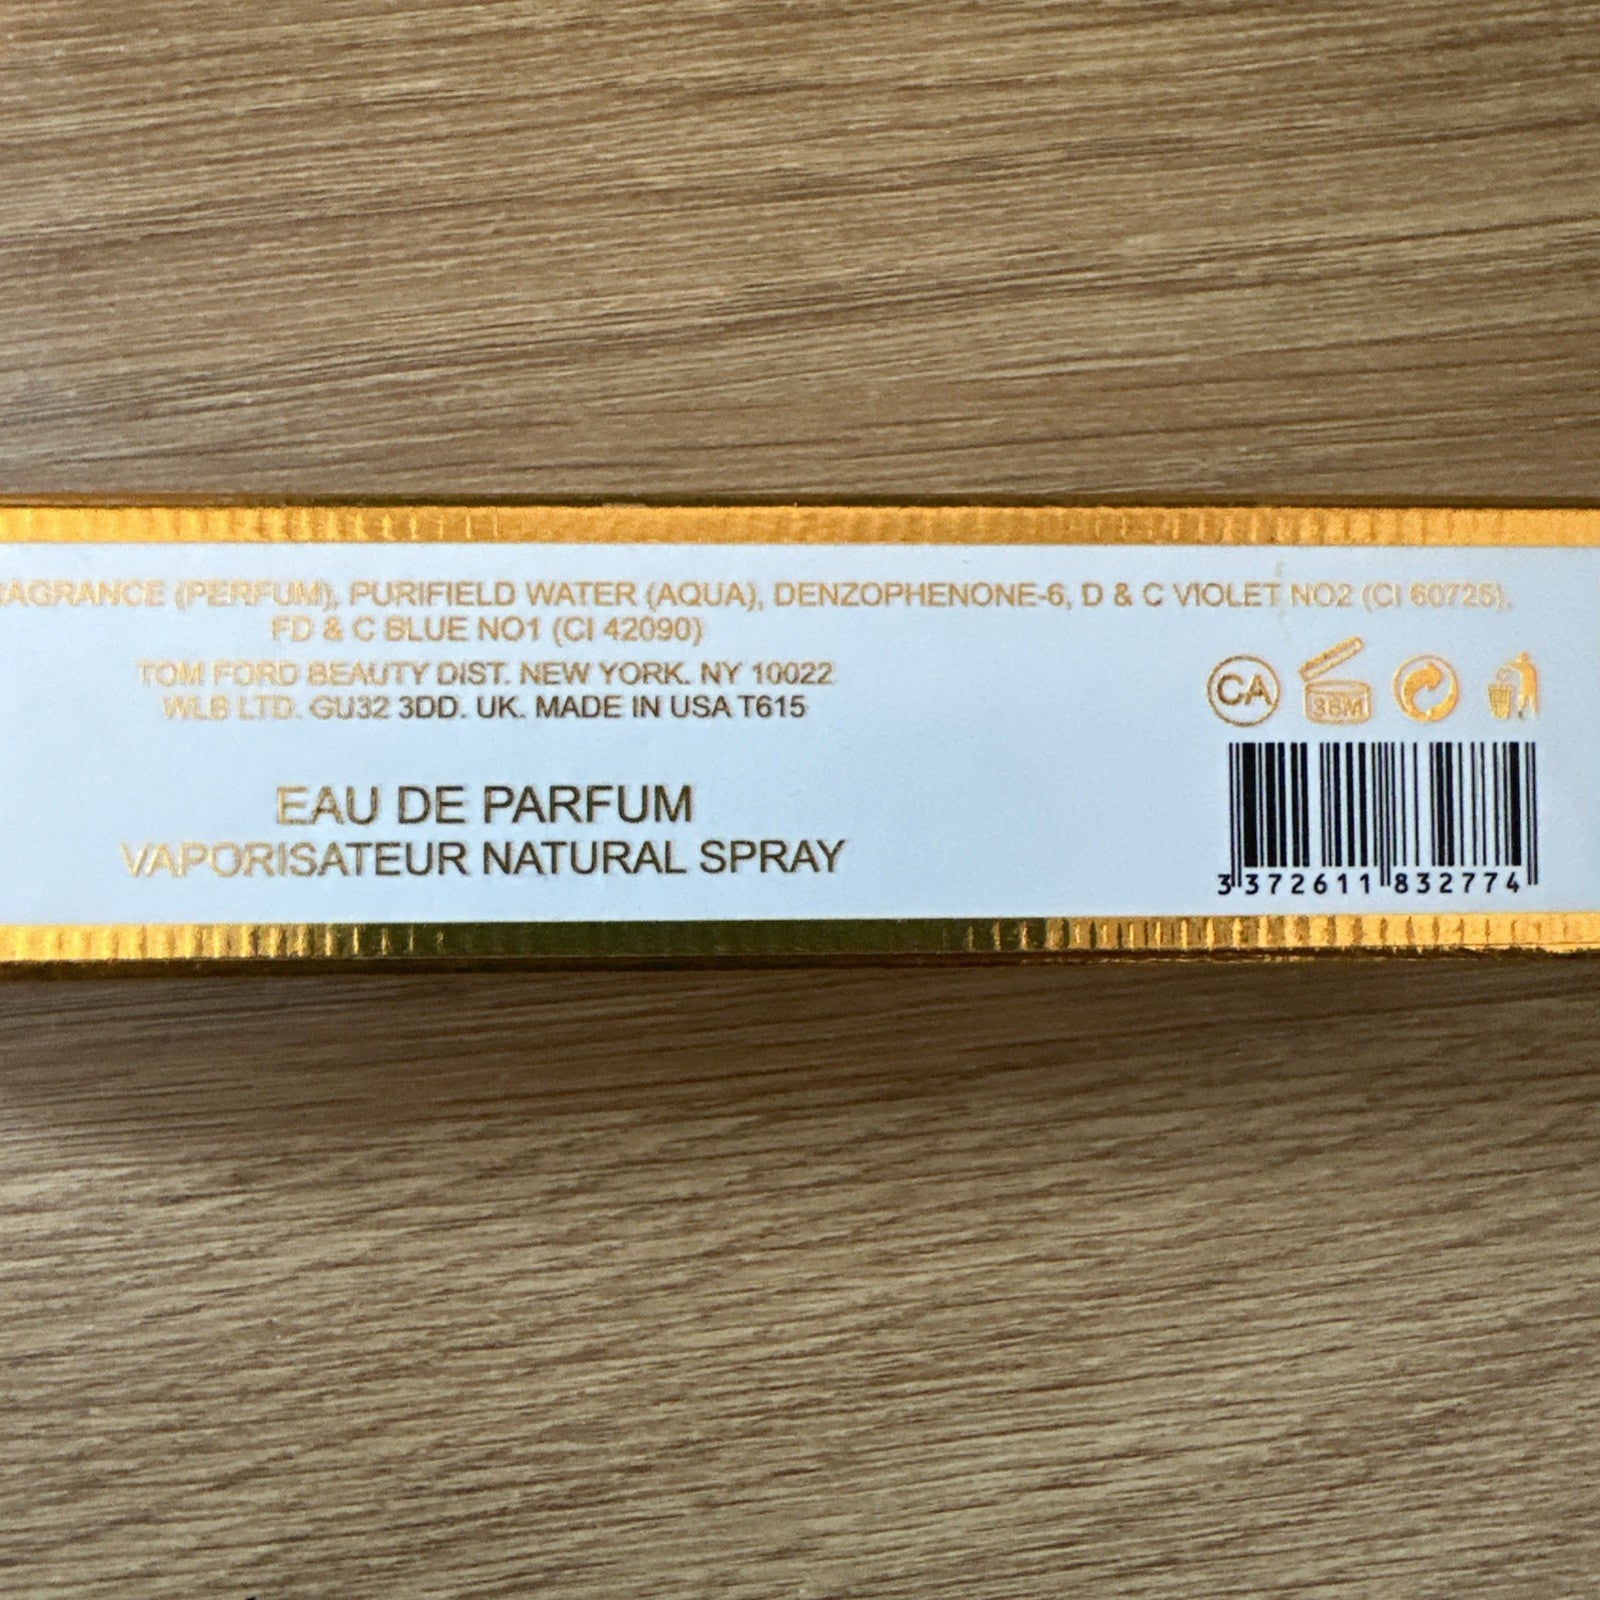 RAGRANCE (PERFUM), PURIFIELD WATER (AQUA), DENZOPHENONE-6, D & C VIOLET NO2 (CI 60725),
FD & C BLUE NO1 (CI 42090)
TOM FORD BEAUTY DIST. NEW YORK. NY 10022
WLB LTD. GU32 3DD. UK. MADE IN USA T615
CA 36M
EAU DE PARFUM
VAPORISATEUR NATURAL SPRAY
3 372611 832774